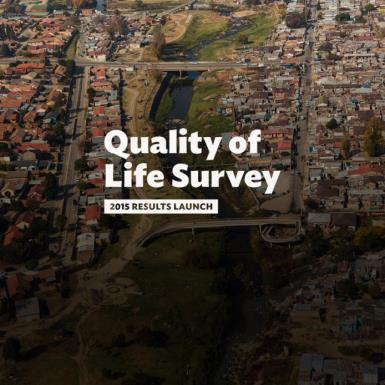 Quality of
Life Survey
2015 RESULTS LAUNCH